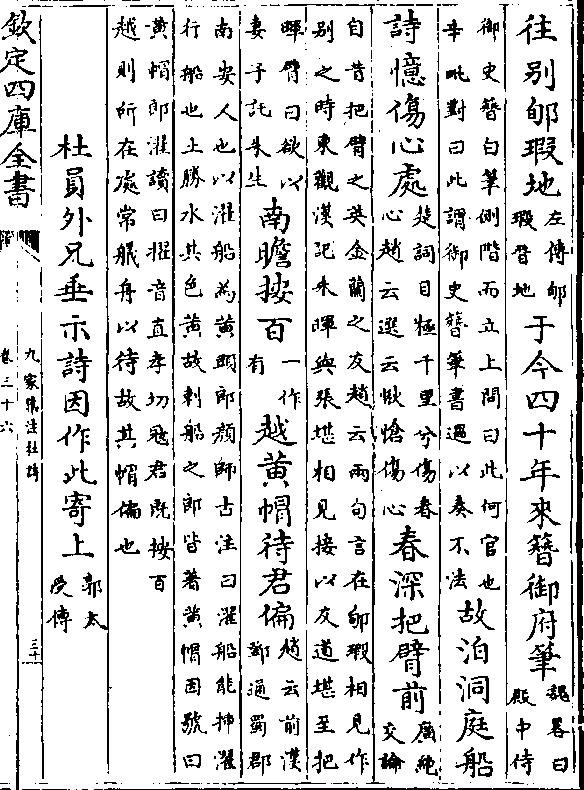 往别郇瑕地左傳郇瑕晉地于今四十年來簪御府筆魏畧曰殿中侍
御史簪白筆側階而立上問曰此何官也辛毗對曰此謂御史簪筆書過以奏不法故泊洞庭船
詩憶傷心處楚詞目極千里兮傷春心趙云選云愀愴傷心春深把臂前廣絶交論
自昔把臂之英金蘭之友趙云兩句言在郇瑕相見作别之時東觀漢記朱暉與張堪相見接以友道堪至把
暉臂曰欲以妻子託朱生南瞻按百一作有越黄帽待君偏趙云前漢鄧通蜀郡
南安人也以濯船為黄頭郎顔師古注曰濯船能持濯行船也土勝水其色黄故刺船之郎皆著黄帽因號曰
黄帽郎濯讀曰擢音直孝切冦君既按百越則所在處常艤舟以待故其帽偏也
杜員外兄垂示詩因作此寄上郭太受傳
欽定四庫全書
九家集注杜詩
卷三十六
三十